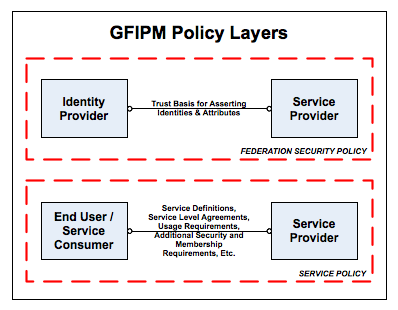 GFIPM Policy Layers
Identity
Provider
Trust Basis for Asserting
Identities & Attributes
Service
Provider
FEDERATION SECURITY POLICY
End User /
Service
Consumer
Service Definitions,
Service Level Agreements,
Usage Requirements,
Additional Security and
Membership
Requirements, Etc.
Service
Provider
SERVICE POLICY